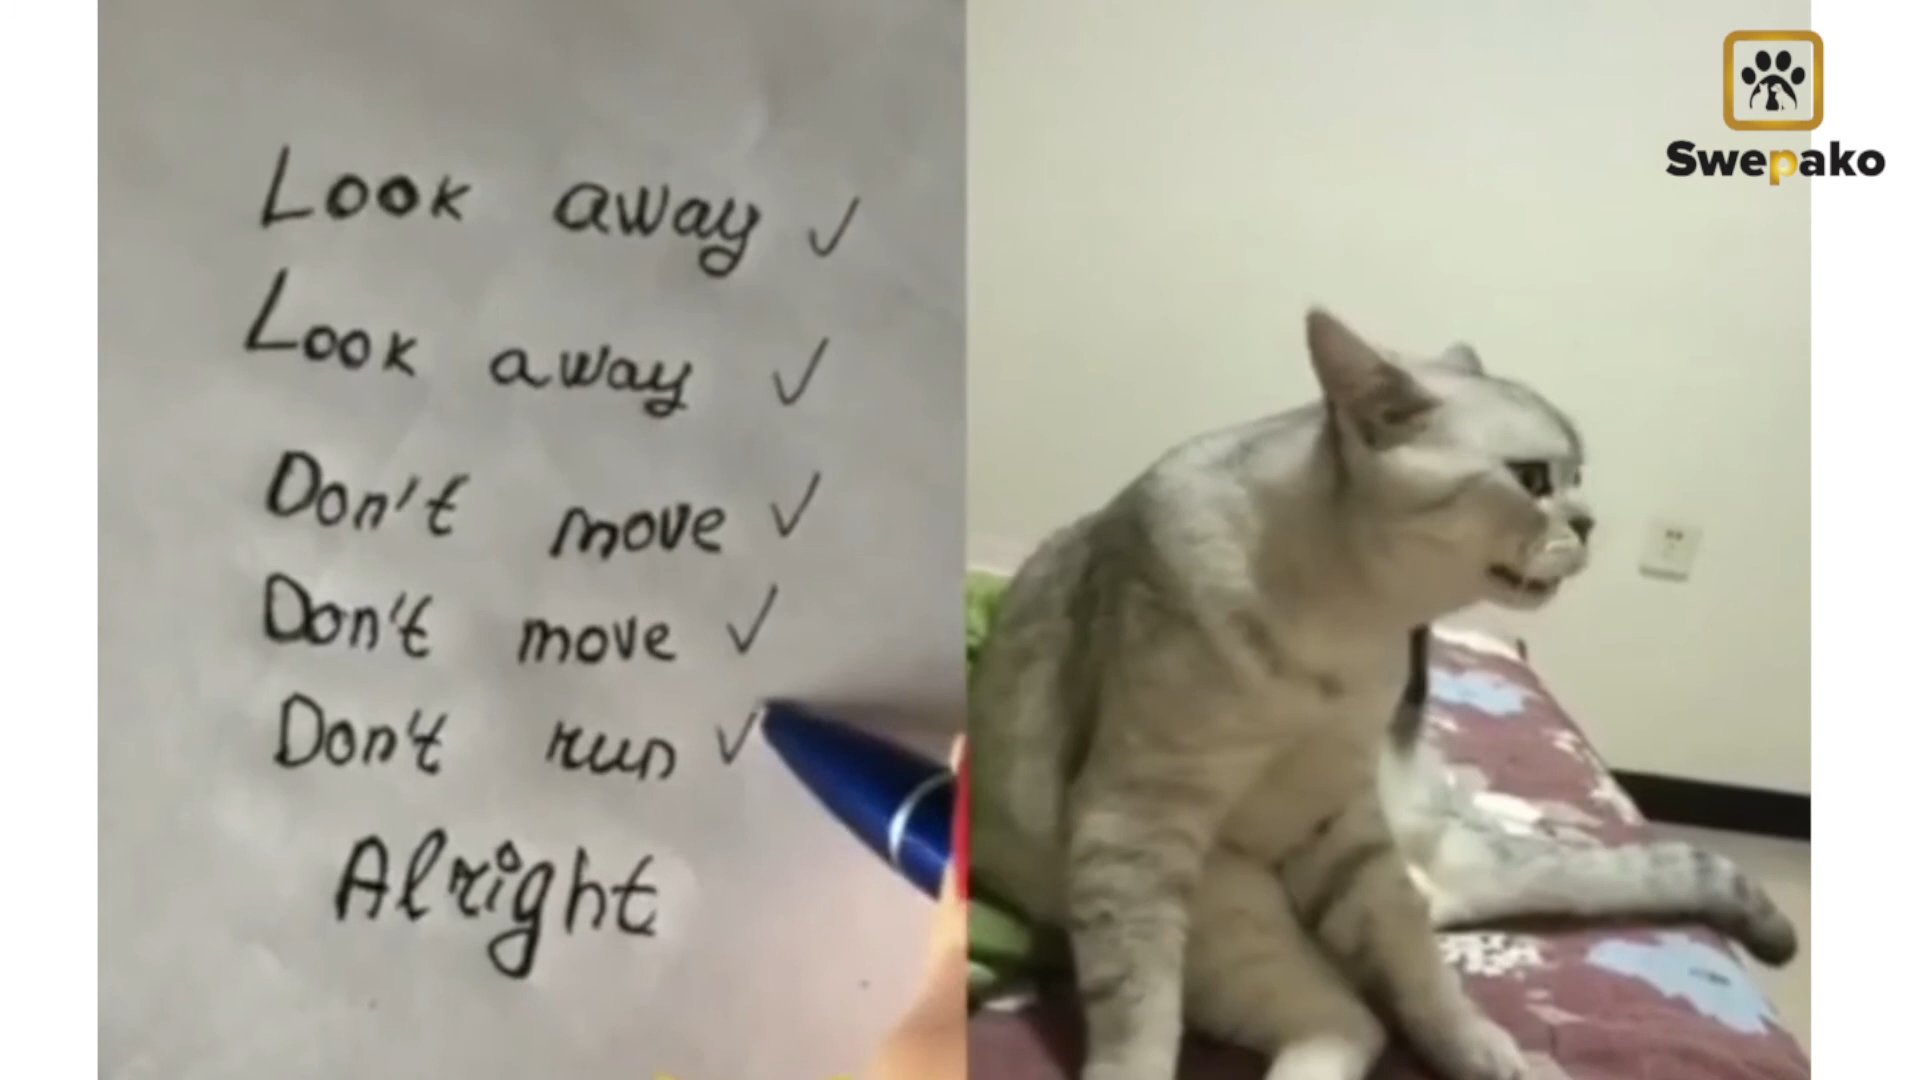 Look away ✓
Look away ✓
Don't move ✓
Don't move ✓
Don't run ✓
Alright
Swepako